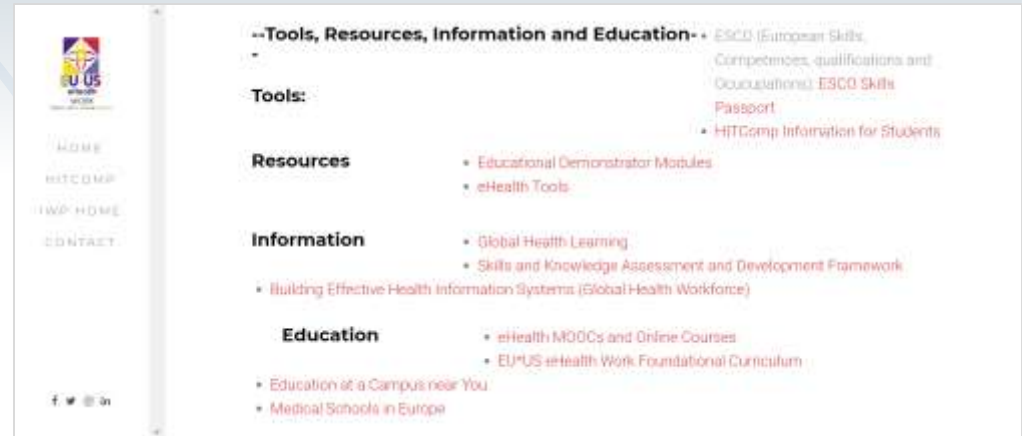 EU US
eHealth
WORK
HOME
HITCOMP
IWP HOME
CONTACT
--Tools, Resources, Information and Education-
-
Tools:
• ESCO (European Skills,
Competences, qualifications and
Ocucupations): ESCO Skills
Passport
• HITComp Information for Students
Resources
• Educational Demonstrator Modules
• eHealth Tools
Information
• Global Health Learning
• Skills and Knowledge Assessment and Development Framework
• Building Effective Health Information Systems (Global Health Workforce)
Education
• eHealth MOOCs and Online Courses
• EU*US eHealth Work Foundational Curriculum
• Education at a Campus near You
• Medical Schools in Europe